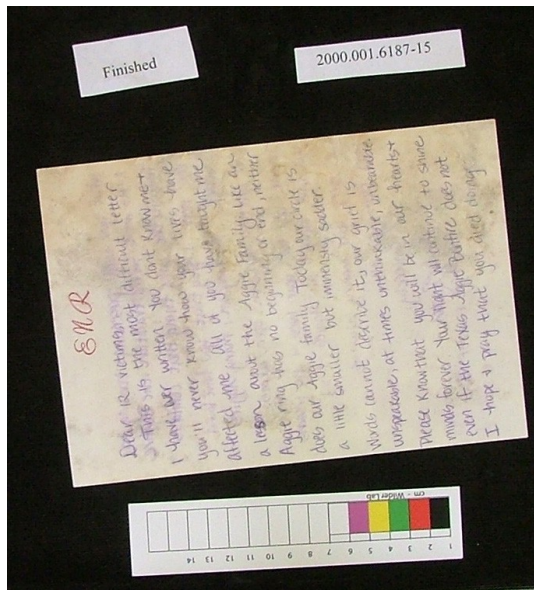 Finished
2000.001.6187-15
EMR
Dear 12 victims,
This is the most difficult letter
I have ever written. You don't know me +
you'll never know how your lives have
affected me all of you have taught me
a lesson about the Aggie Family. Like an
Aggie ring has no beginning or end, neither
does our Aggie family. Today our circle is
a little smaller but immensly sadder.
Words cannot describe it, our grief is
unspeakable, at times unthinkable, unbearable.
Please know that you will be in our hearts +
minds forever. Your that will continue to shine
even if the Texas Aggie Bonfire does not
I hope + pray that you died doing
cm - Wilder Lab
1 2 3 4 5 6 7 8 9 10 11 12 13 14